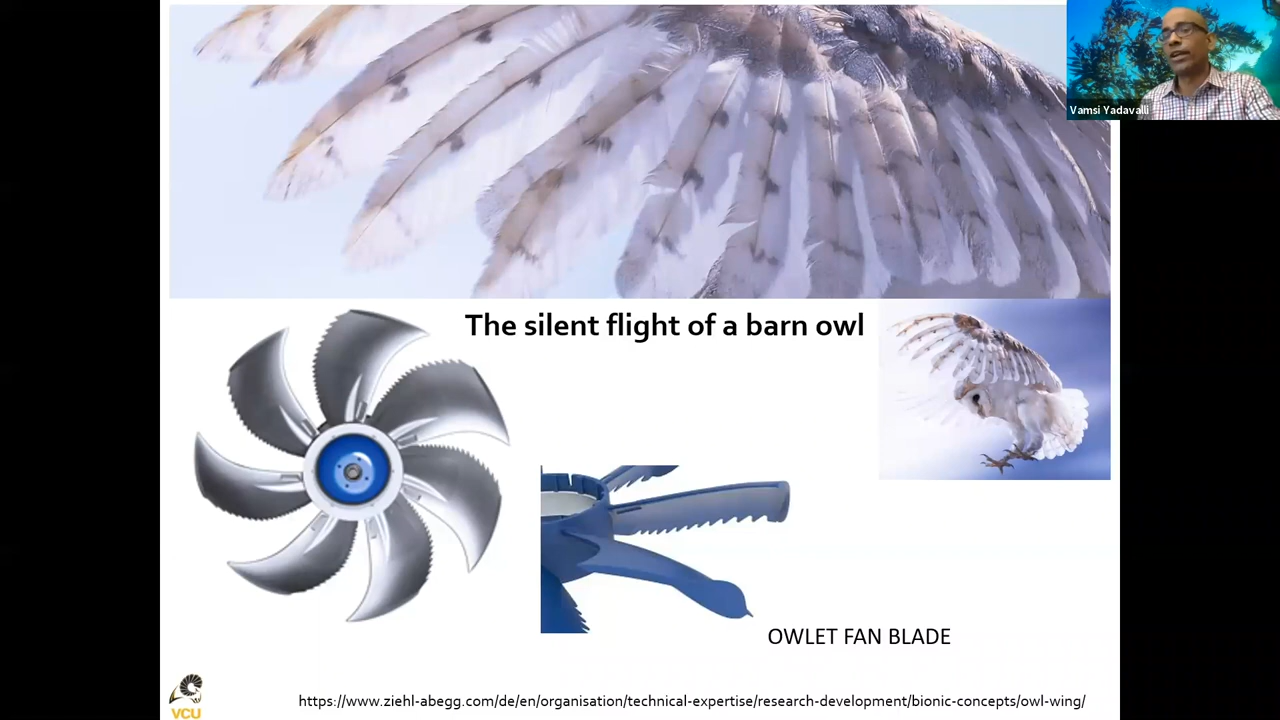 Vamsi Yadavalli
The silent flight of a barn owl
OWLET FAN BLADE
https://www.ziehl-abegg.com/de/en/organisation/technical-expertise/research-development/bionic-concepts/owl-wing/
VCU